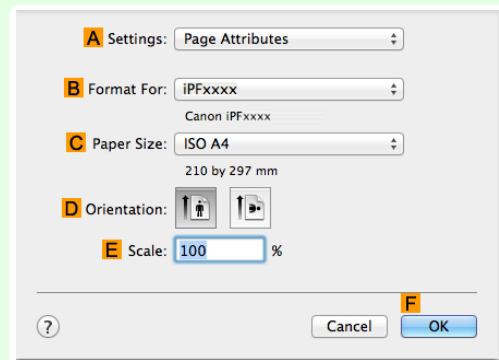 A Settings: Page Attributes
B Format For: iPFxxxx
Canon iPFxxxx
C Paper Size: ISO A4
210 by 297 mm
D Orientation:
E Scale: 100 %
F
? Cancel OK